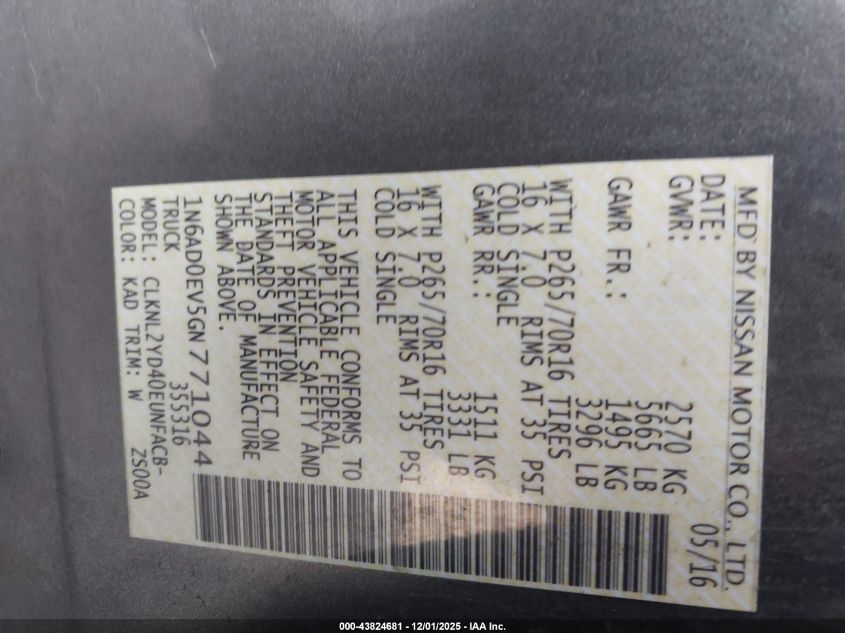 MFD BY NISSAN MOTOR CO., LTD.
DATE: 05/16
GVWR: 2570 KG
5665 LB
GAWR FR.: 1495 KG
3296 LB
WITH P265/70R16 TIRES
16 X 7.0 RIMS AT 35 PSI
COLD SINGLE
GAWR RR.: 1511 KG
3331 LB
WITH P265/70R16 TIRES
16 X 7.0 RIMS AT 35 PSI
COLD SINGLE
THIS VEHICLE CONFORMS TO
ALL APPLICABLE FEDERAL
MOTOR VEHICLE SAFETY AND
THEFT PREVENTION
STANDARDS IN EFFECT ON
THE DATE OF MANUFACTURE
SHOWN ABOVE.
1N6AD0EV5GN771044
TRUCK 355316
MODEL: CLKNL2YD40EUNFACB-
COLOR: KAD TRIM: W ZS00A
000-43824681 - 12/01/2025 - IAA Inc.